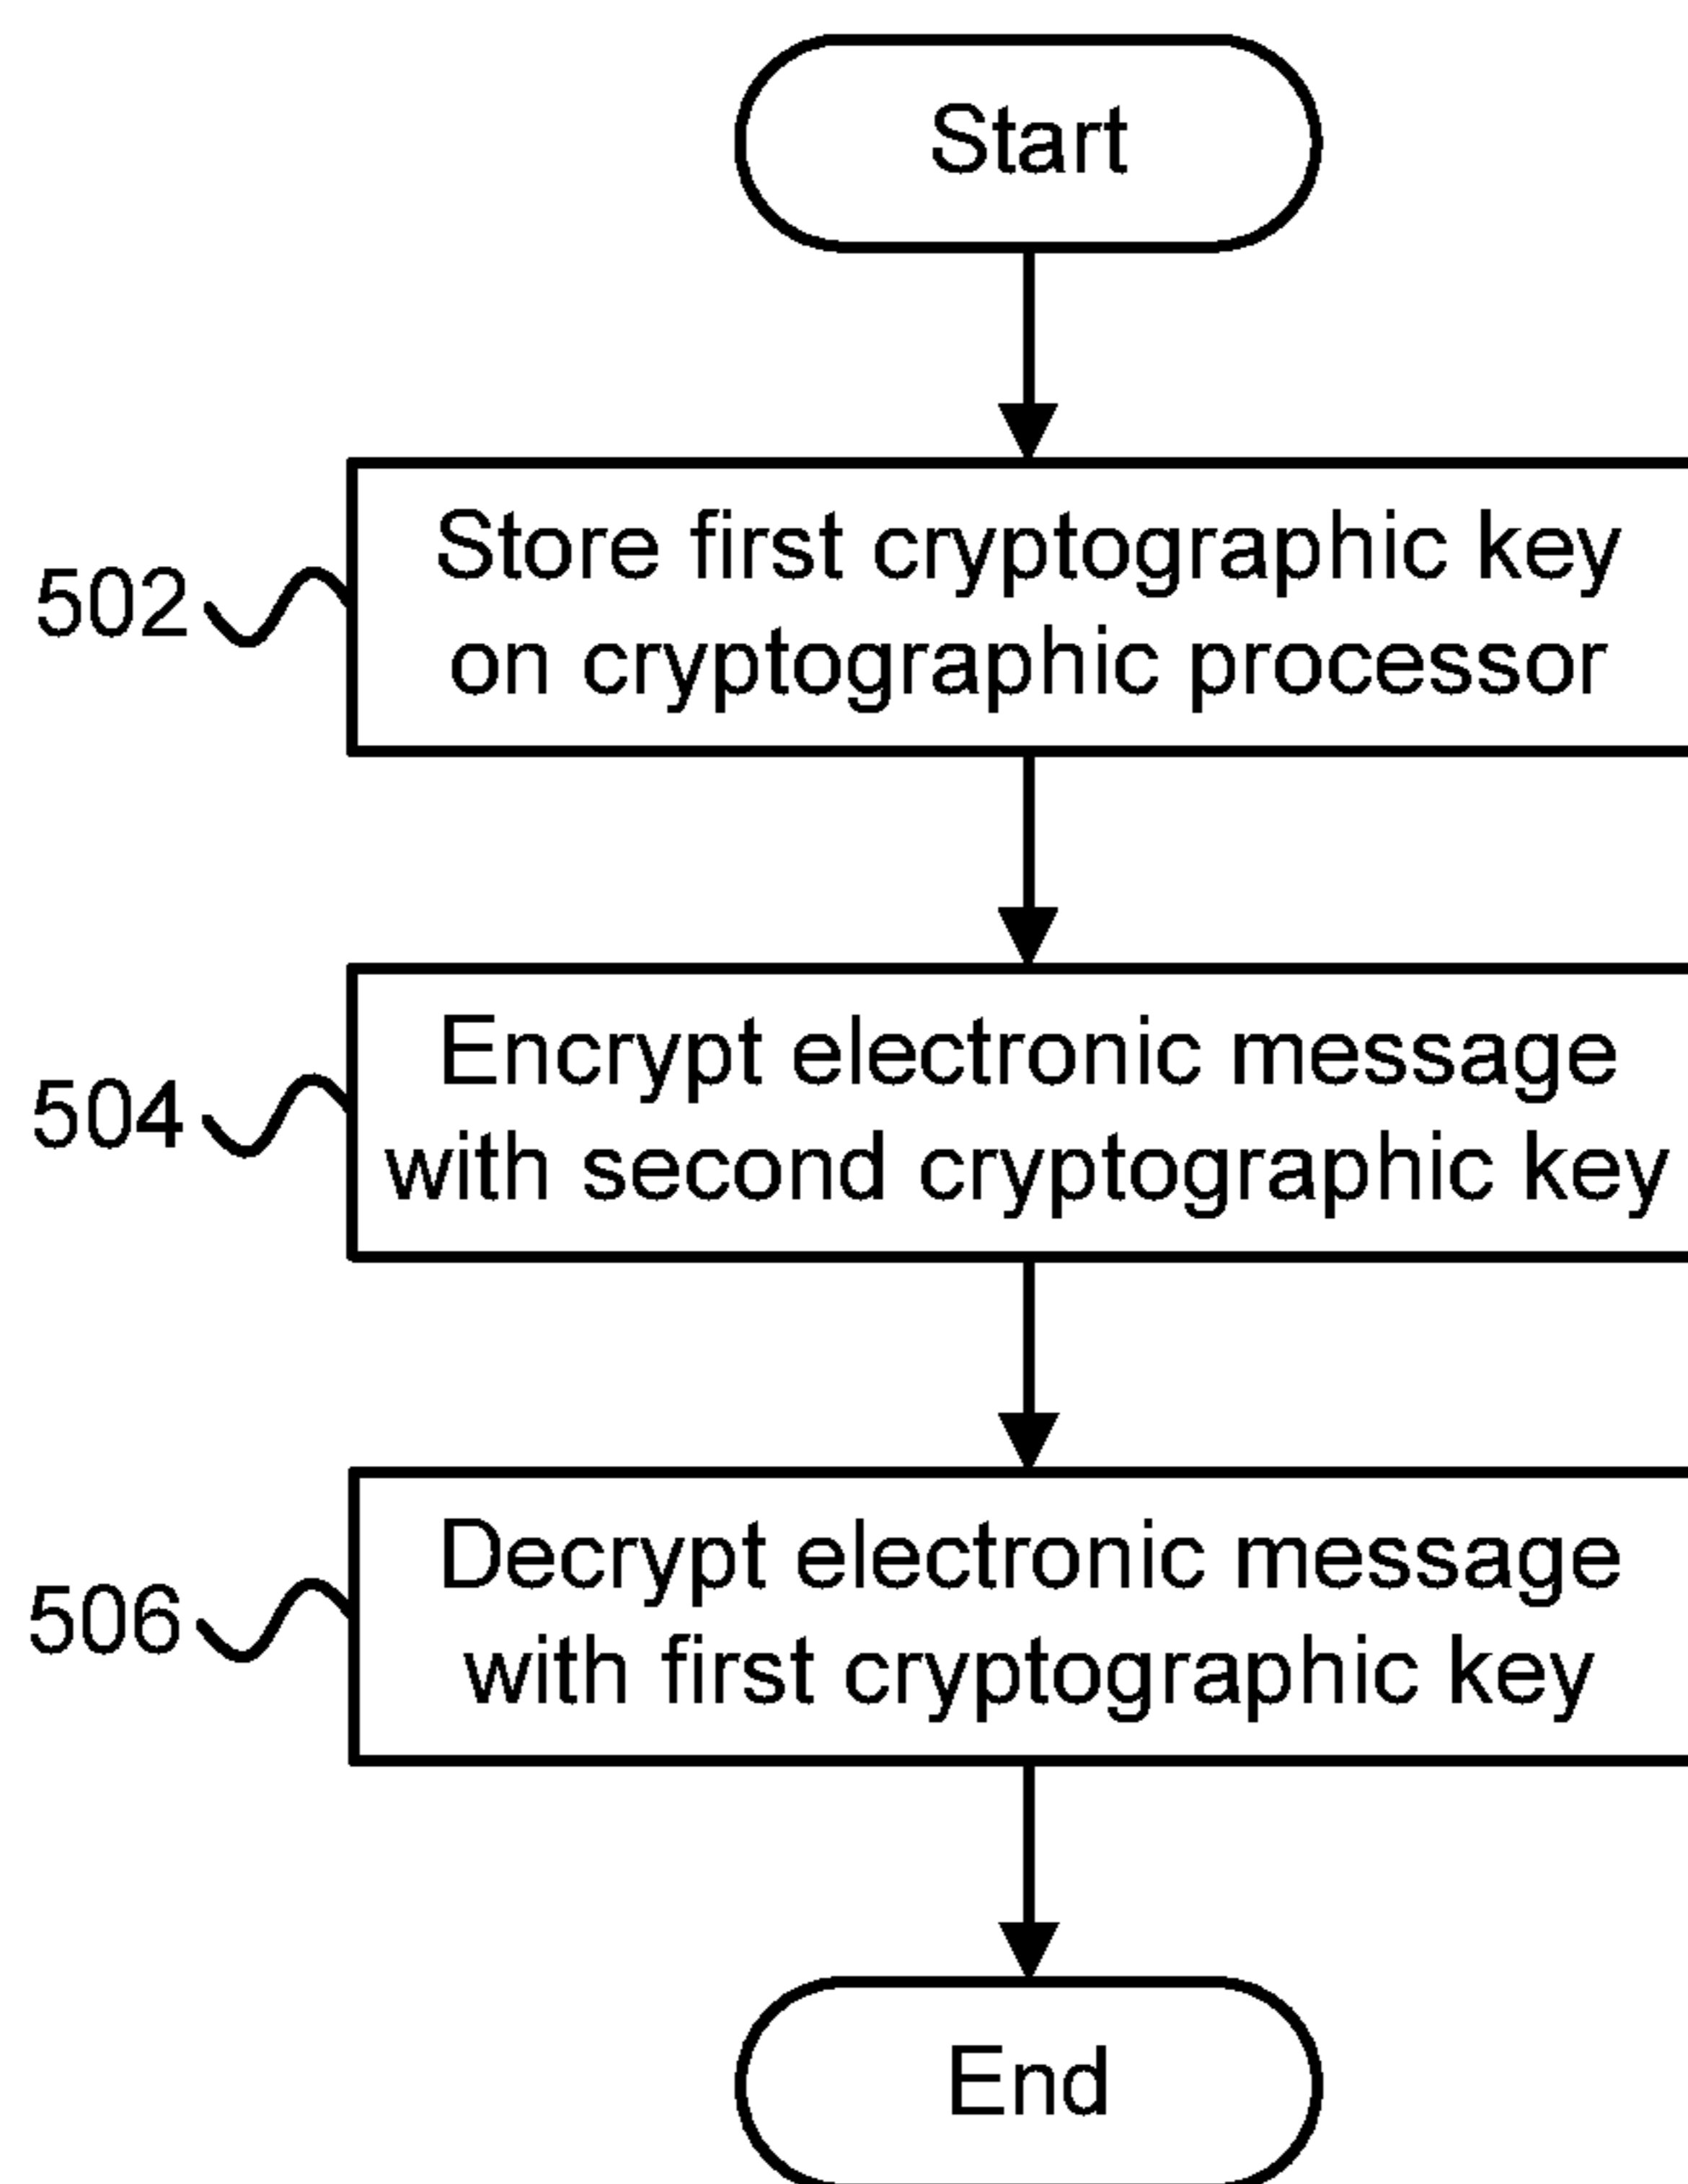 Start
502
Store first cryptographic key
on cryptographic processor
504
Encrypt electronic message
with second cryptographic key
506
Decrypt electronic message
with first cryptographic key
End